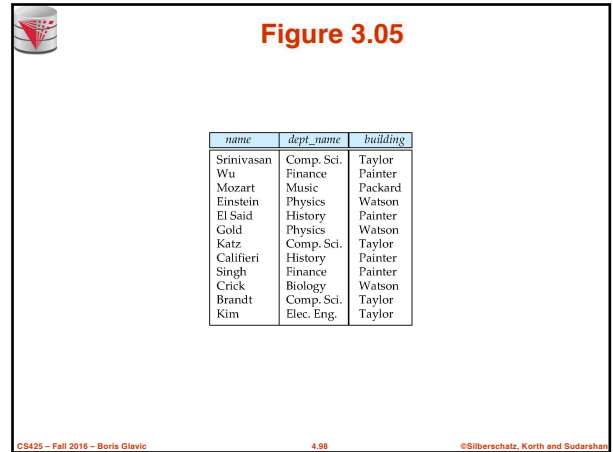 Figure 3.05
name dept_name building
Srinivasan Comp. Sci. Taylor
Wu Finance Painter
Mozart Music Packard
Einstein Physics Watson
El Said History Painter
Gold Physics Watson
Katz Comp. Sci. Taylor
Califieri History Painter
Singh Finance Painter
Crick Biology Watson
Brandt Comp. Sci. Taylor
Kim Elec. Eng. Taylor
CS425 – Fall 2016 – Boris Glavic 4.98 ©Silberschatz, Korth and Sudarshan